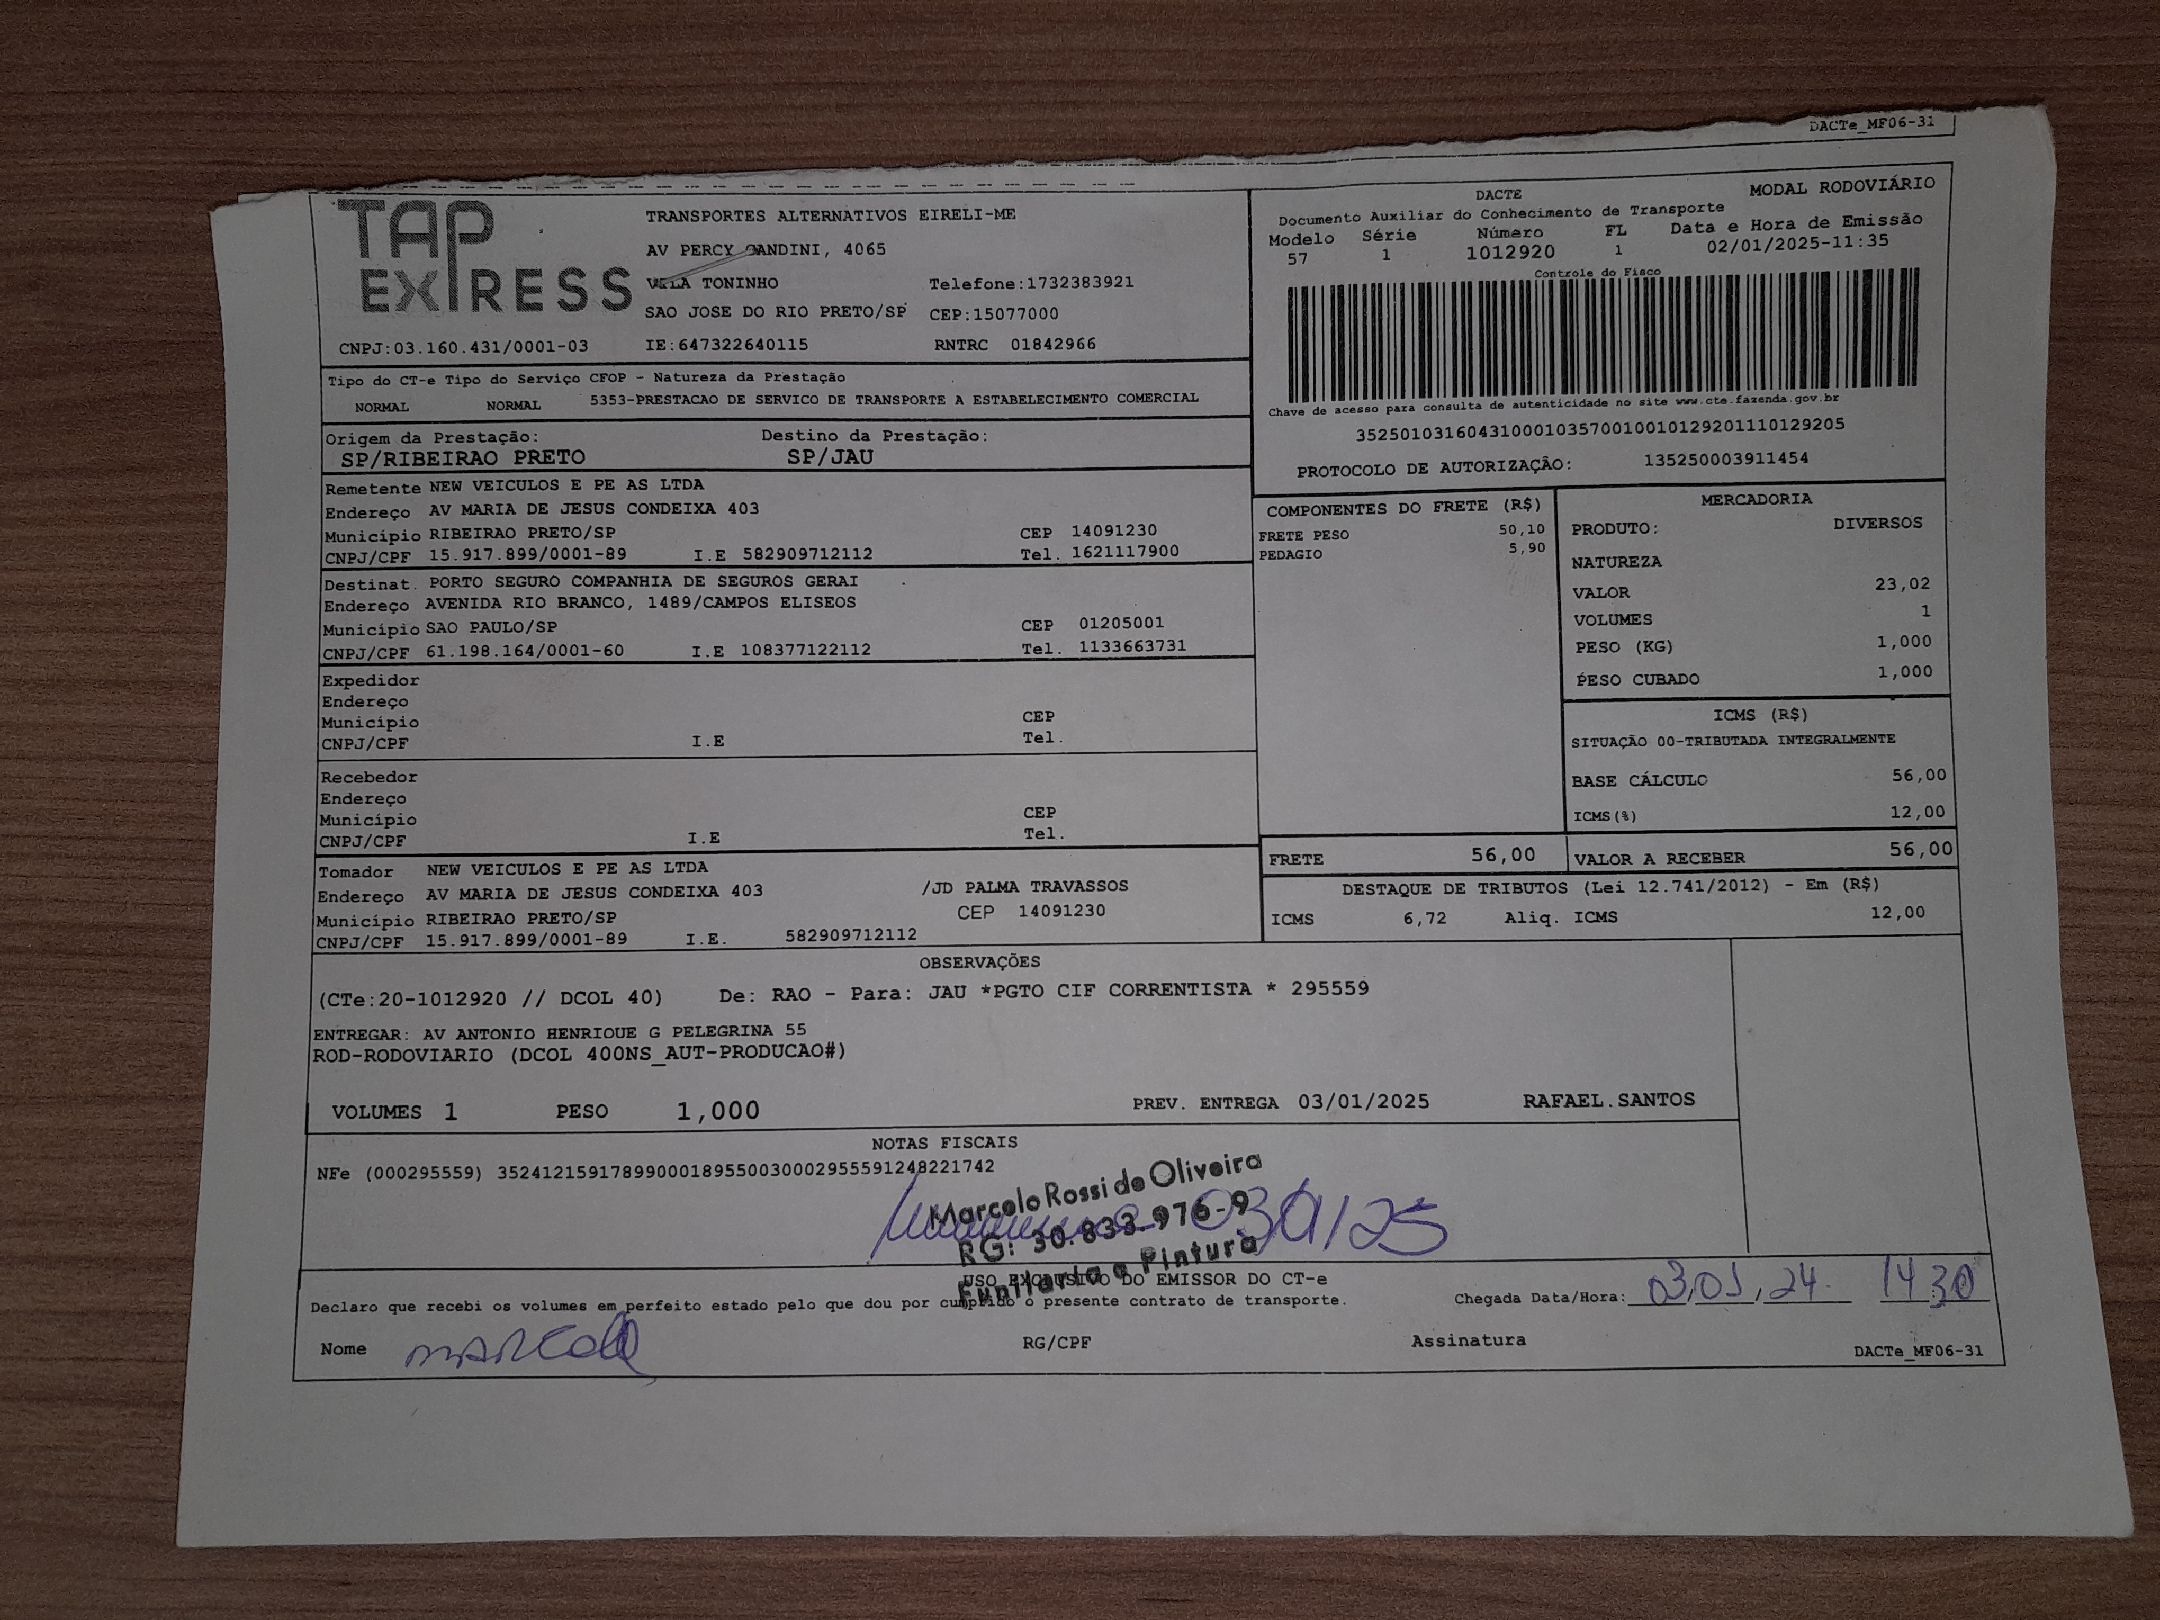 DACTe_MF06-31
TAP EXPRESS
TRANSPORTES ALTERNATIVOS EIRELI-ME
AV PERCY GANDINI, 4065
VILA TONINHO Telefone:1732383921
SAO JOSE DO RIO PRETO/SP CEP:15077000
CNPJ:03.160.431/0001-03 IE:647322640115 RNTRC 01842966
DACTE MODAL RODOVIÁRIO
Documento Auxiliar do Conhecimento de Transporte
Modelo Série Número FL Data e Hora de Emissão
57 1 1012920 1 02/01/2025-11:35
Controle do Fisco
Chave de acesso para consulta de autenticidade no site www.cte.fazenda.gov.br
35250103160431000103570010010129201110129205
PROTOCOLO DE AUTORIZAÇÃO: 135250003911454
Tipo do CT-e Tipo do Serviço CFOP - Natureza da Prestação
NORMAL NORMAL 5353-PRESTACAO DE SERVICO DE TRANSPORTE A ESTABELECIMENTO COMERCIAL
Origem da Prestação: Destino da Prestação:
SP/RIBEIRAO PRETO SP/JAU
Remetente NEW VEICULOS E PE AS LTDA
Endereço AV MARIA DE JESUS CONDEIXA 403
Município RIBEIRAO PRETO/SP CEP 14091230
CNPJ/CPF 15.917.899/0001-89 I.E 582909712112 Tel. 1621117900
Destinat. PORTO SEGURO COMPANHIA DE SEGUROS GERAI
Endereço AVENIDA RIO BRANCO, 1489/CAMPOS ELISEOS
Município SAO PAULO/SP CEP 01205001
CNPJ/CPF 61.198.164/0001-60 I.E 108377122112 Tel. 1133663731
Expedidor
Endereço
Município CEP
CNPJ/CPF I.E Tel.
Recebedor
Endereço
Município CEP
CNPJ/CPF I.E Tel.
Tomador NEW VEICULOS E PE AS LTDA
Endereço AV MARIA DE JESUS CONDEIXA 403 /JD PALMA TRAVASSOS
Município RIBEIRAO PRETO/SP CEP 14091230
CNPJ/CPF 15.917.899/0001-89 I.E. 582909712112
COMPONENTES DO FRETE (R$)
FRETE PESO 50,10
PEDAGIO 5,90
MERCADORIA
PRODUTO: DIVERSOS
NATUREZA
VALOR 23,02
VOLUMES 1
PESO (KG) 1,000
PESO CUBADO 1,000
ICMS (R$)
SITUAÇÃO 00-TRIBUTADA INTEGRALMENTE
BASE CÁLCULO 56,00
ICMS(%) 12,00
FRETE 56,00 VALOR A RECEBER 56,00
DESTAQUE DE TRIBUTOS (Lei 12.741/2012) - Em (R$)
ICMS 6,72 Aliq. ICMS 12,00
OBSERVAÇÕES
(CTe:20-1012920 // DCOL 40) De: RAO - Para: JAU *PGTO CIF CORRENTISTA * 295559
ENTREGAR: AV ANTONIO HENRIQUE G PELEGRINA 55
ROD-RODOVIARIO (DCOL 400NS_AUT-PRODUCAO#)
VOLUMES 1 PESO 1,000 PREV. ENTREGA 03/01/2025 RAFAEL.SANTOS
NOTAS FISCAIS
NFe (000295559) 35241215917899000189550030002955591248221742
Marcelo Rossi de Oliveira
RG: 30.833.976-9
Funilaria e Pintura
03/01/25
USO EXCLUSIVO DO EMISSOR DO CT-e
Declaro que recebi os volumes em perfeito estado pelo que dou por cumprido o presente contrato de transporte. Chegada Data/Hora: 03,01,24 14 30
Nome Marcelo RG/CPF Assinatura
DACTe_MF06-31